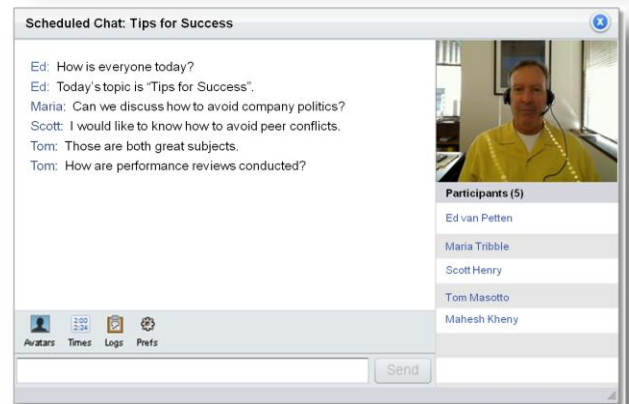 Scheduled Chat: Tips for Success
Ed: How is everyone today?
Ed: Today's topic is "Tips for Success".
Maria: Can we discuss how to avoid company politics?
Scott: I would like to know how to avoid peer conflicts.
Tom: Those are both great subjects.
Tom: How are performance reviews conducted?
Participants (5)
Ed van Petten
Maria Tribble
Scott Henry
Tom Masotto
Mahesh Kheny
2:00
2:34
Avatars Times Logs Prefs
Send